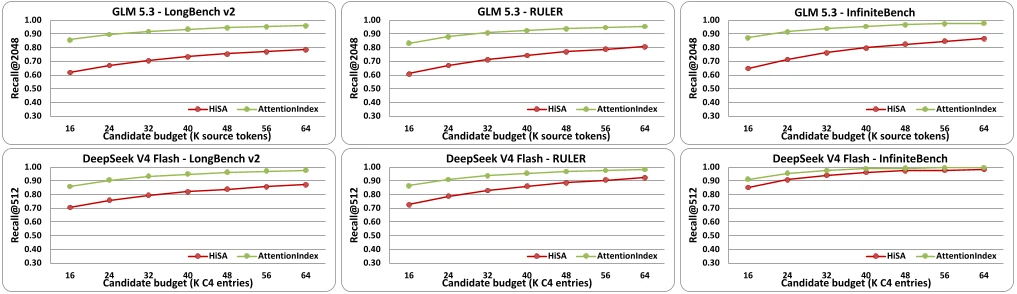 GLM 5.3 - LongBench v2
Recall@2048
1.00
0.90
0.80
0.70
0.60
0.50
0.40
0.30
HiSA AttentionIndex
16 24 32 40 48 56 64
Candidate budget (K source tokens)
GLM 5.3 - RULER
Recall@2048
1.00
0.90
0.80
0.70
0.60
0.50
0.40
0.30
HiSA AttentionIndex
16 24 32 40 48 56 64
Candidate budget (K source tokens)
GLM 5.3 - InfiniteBench
Recall@2048
1.00
0.90
0.80
0.70
0.60
0.50
0.40
0.30
HiSA AttentionIndex
16 24 32 40 48 56 64
Candidate budget (K source tokens)
DeepSeek V4 Flash - LongBench v2
Recall@512
1.00
0.90
0.80
0.70
0.60
0.50
0.40
0.30
HiSA AttentionIndex
16 24 32 40 48 56 64
Candidate budget (K C4 entries)
DeepSeek V4 Flash - RULER
Recall@512
1.00
0.90
0.80
0.70
0.60
0.50
0.40
0.30
HiSA AttentionIndex
16 24 32 40 48 56 64
Candidate budget (K C4 entries)
DeepSeek V4 Flash - InfiniteBench
Recall@512
1.00
0.90
0.80
0.70
0.60
0.50
0.40
0.30
HiSA AttentionIndex
16 24 32 40 48 56 64
Candidate budget (K C4 entries)